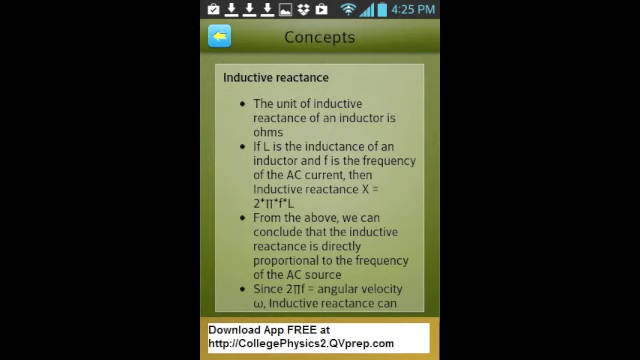 4:25 PM
Concepts
Inductive reactance
• The unit of inductive
reactance of an inductor is
ohms
• If L is the inductance of an
inductor and f is the frequency
of the AC current, then
Inductive reactance X =
2*∏*f*L
• From the above, we can
conclude that the inductive
reactance is directly
proportional to the frequency
of the AC source
• Since 2∏f = angular velocity
ω, Inductive reactance can
Download App FREE at
http://CollegePhysics2.QVprep.com